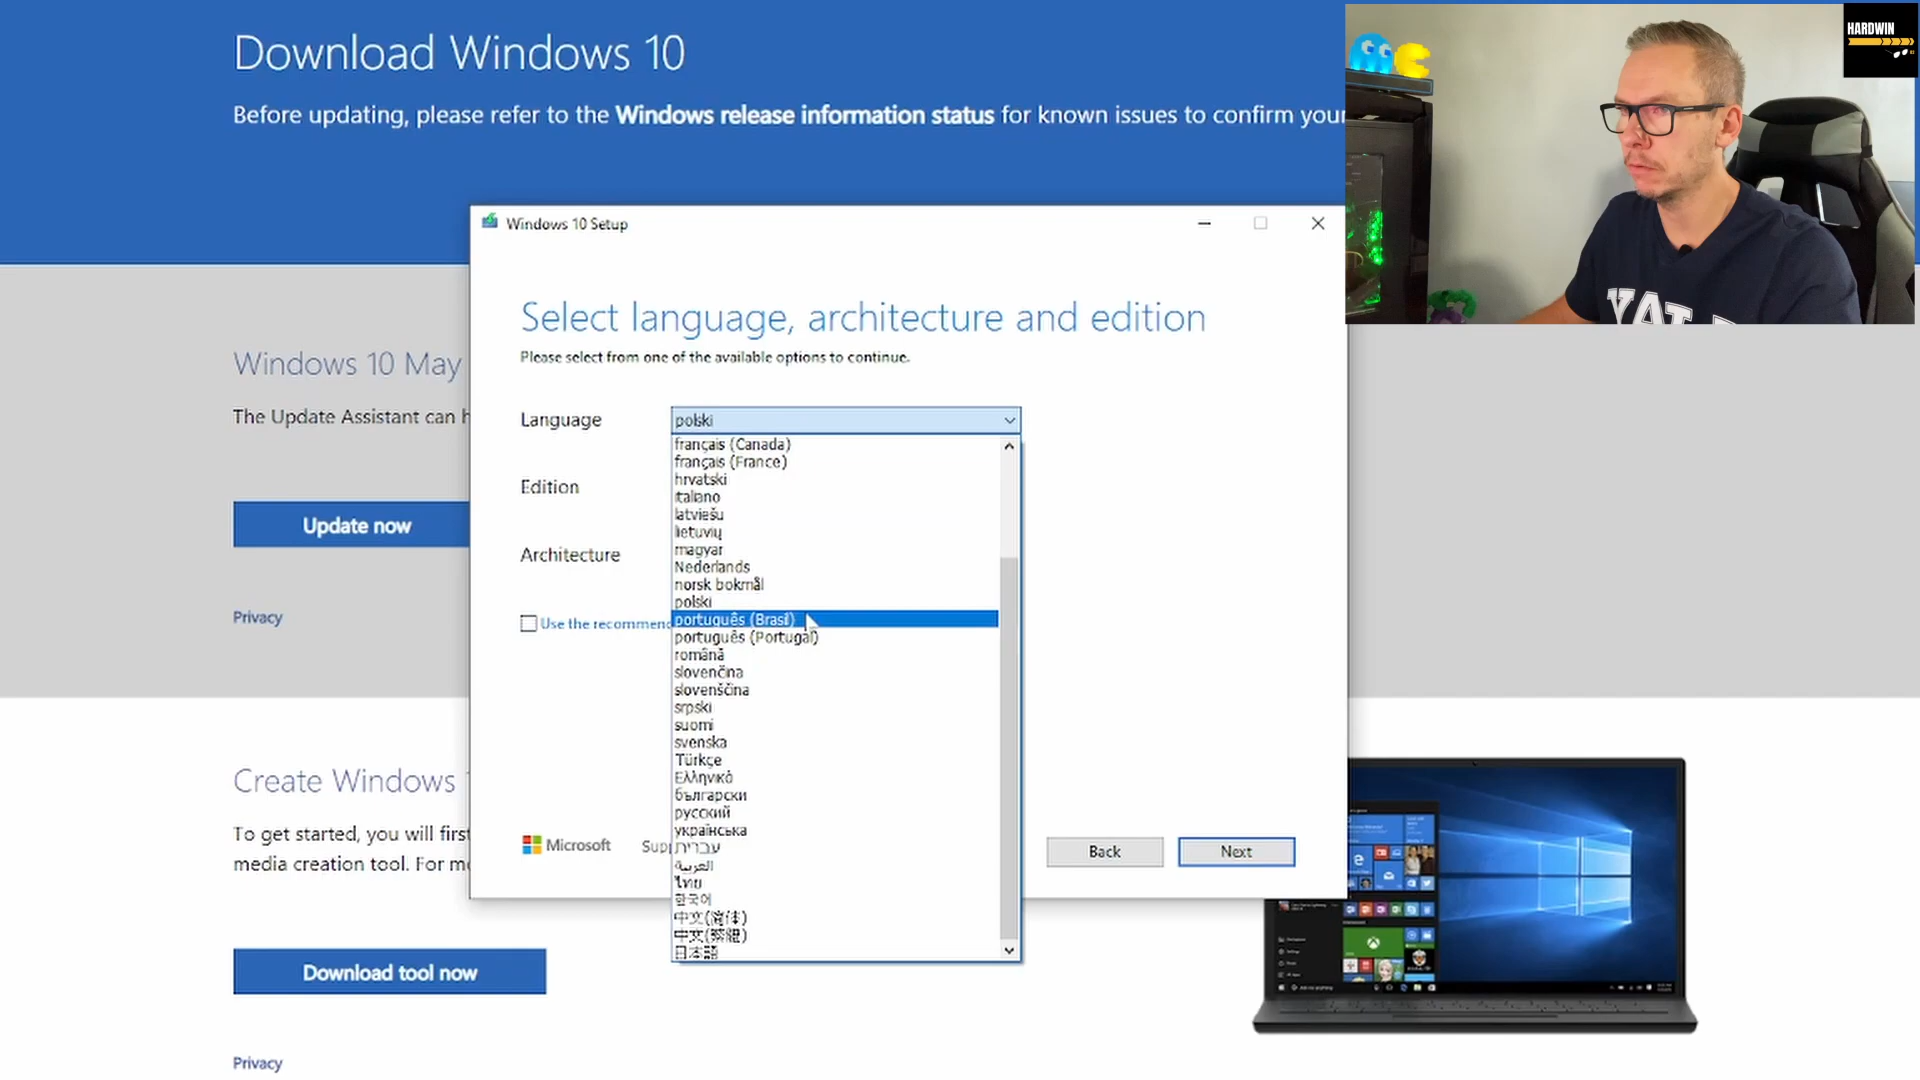 Download Windows 10
Before updating, please refer to the Windows release information status for known issues to confirm your
HARDWIN
Windows 10 Setup
Select language, architecture and edition
Please select from one of the available options to continue.
Windows 10 May
The Update Assistant can h
Update now
Privacy
Language
polski
Edition
Architecture
Use the recommend
français (Canada)
français (France)
hrvatski
italiano
latviešu
lietuvių
magyar
Nederlands
norsk bokmål
polski
português (Brasil)
português (Portugal)
română
slovenčina
slovenščina
srpski
suomi
svenska
Türkçe
Ελληνικά
български
русский
українська
עברית
العربية
ไทย
한국어
中文(简体)
中文(繁體)
日本語
Microsoft
Sup
Back
Next
Create Windows 1
To get started, you will first
media creation tool. For mo
Download tool now
Privacy
YAL